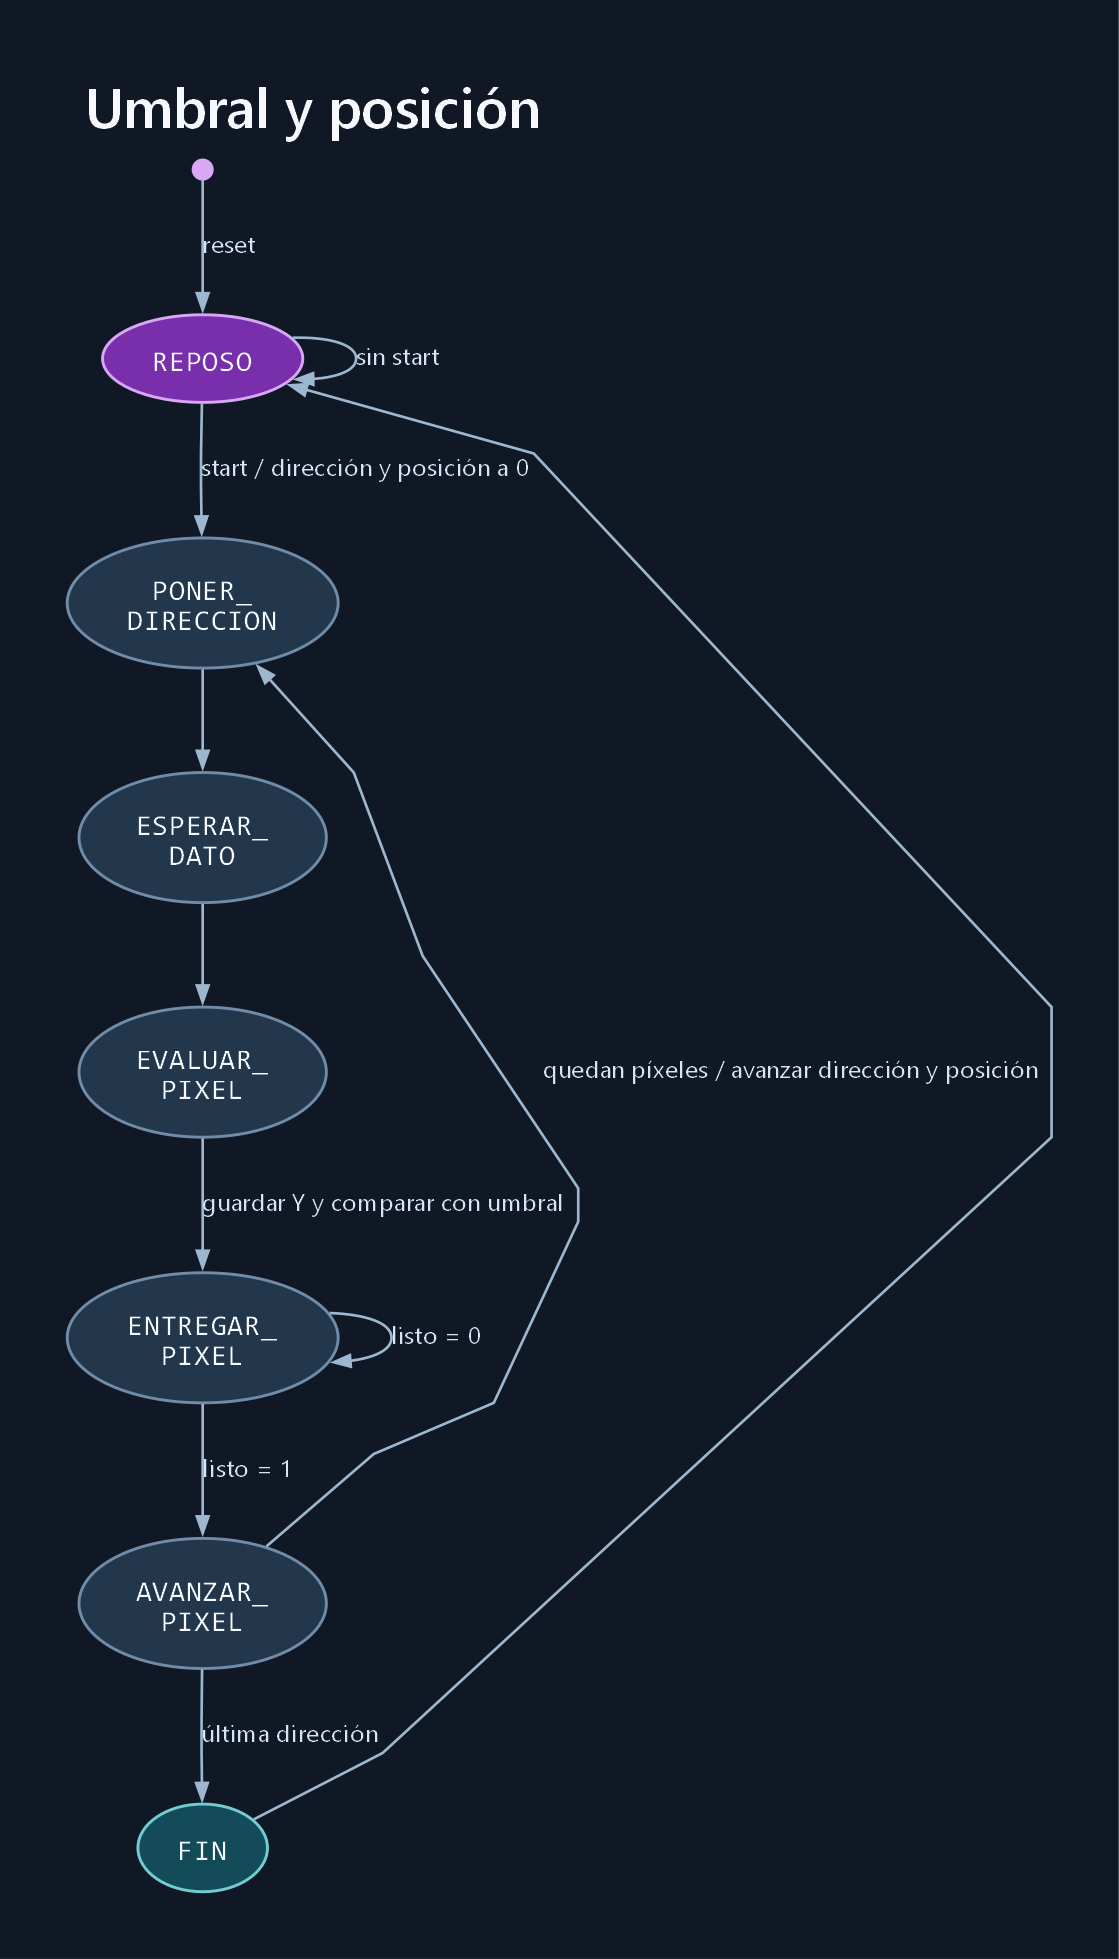 Umbral y posición
reset
REPOSO
sin start
start / dirección y posición a 0
PONER_
DIRECCION
ESPERAR_
DATO
EVALUAR_
PIXEL
quedan píxeles / avanzar dirección y posición
guardar Y y comparar con umbral
ENTREGAR_
PIXEL
listo = 0
listo = 1
AVANZAR_
PIXEL
última dirección
FIN